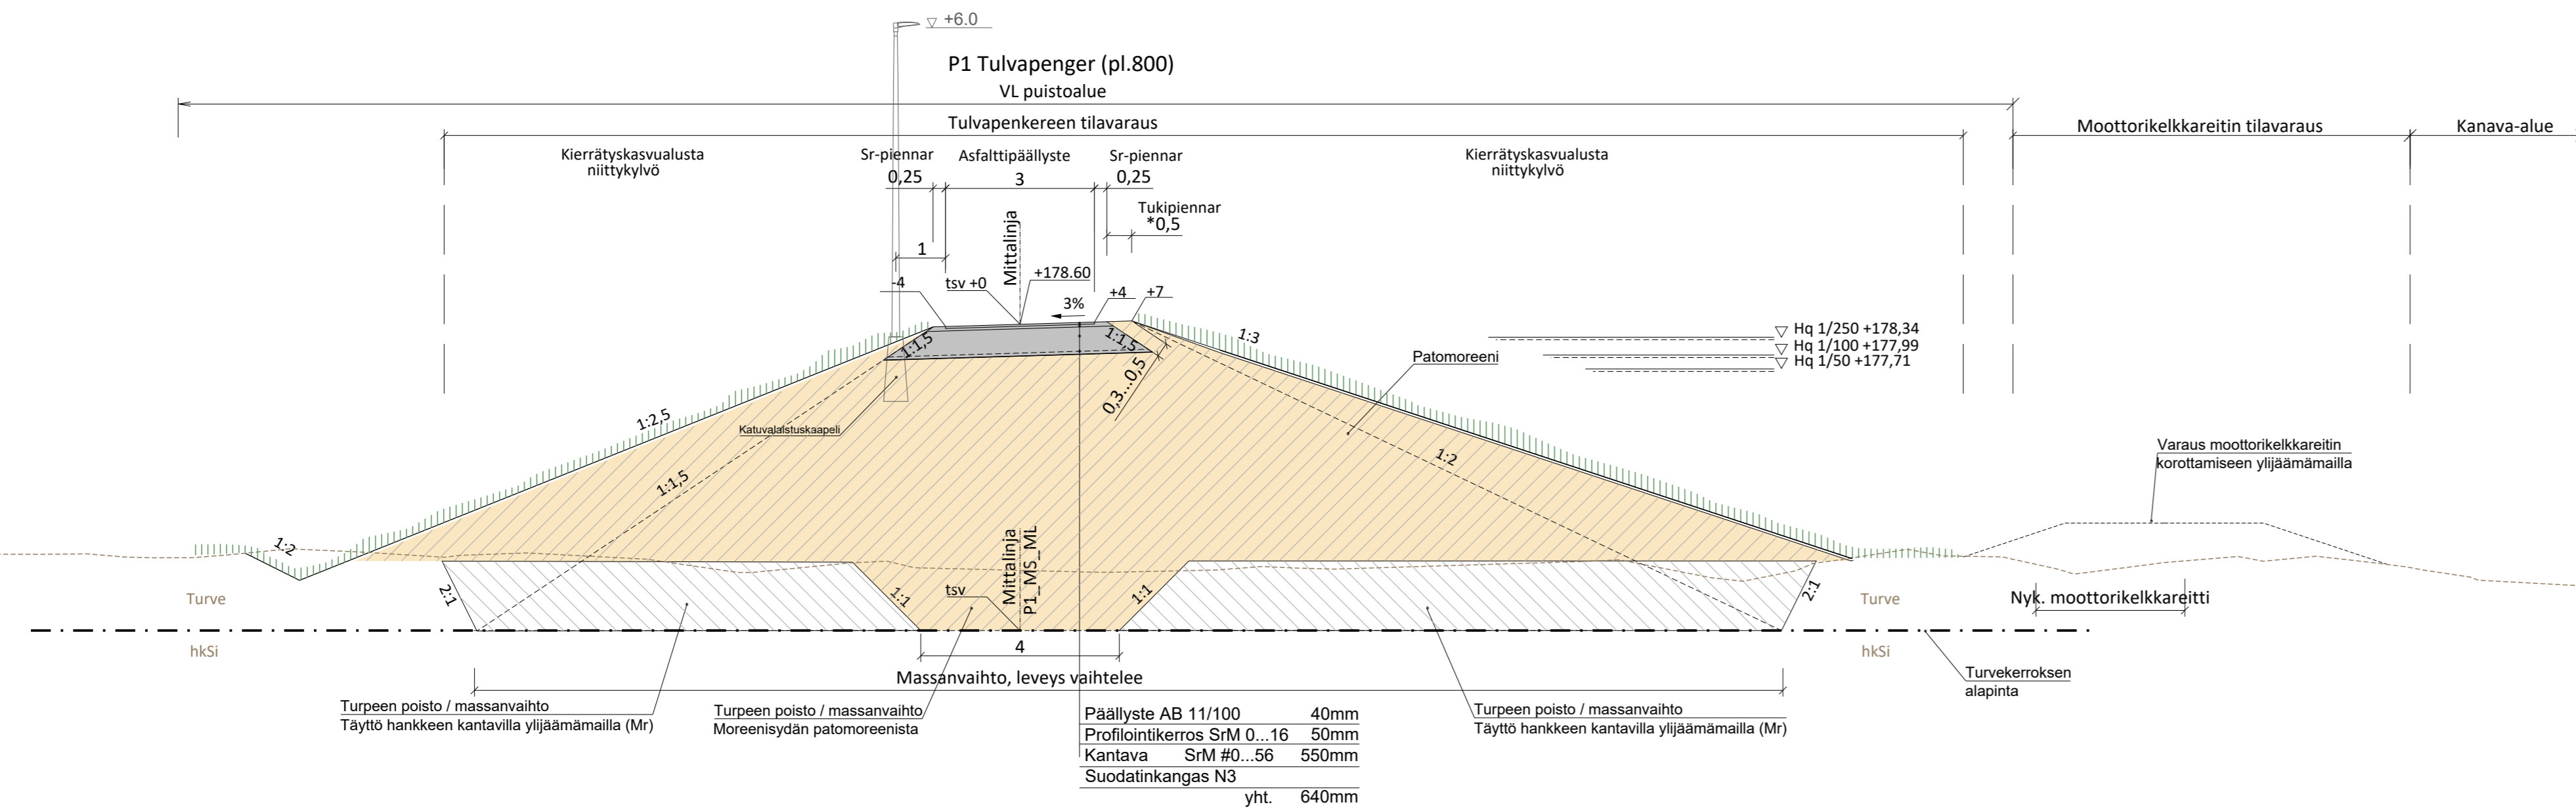 +6.0
P1 Tulvapenger (pl.800)
VL puistoalue
Tulvapenkereen tilavaraus
Moottorikelkkareitin tilavaraus
Kanava-alue
Kierrätyskasvualusta
niittykylvö
Sr-piennar
0,25
Asfalttipäällyste
3
Sr-piennar
0,25
Kierrätyskasvualusta
niittykylvö
Tukipiennar
*0,5
Mittalinja
1
-4
tsv +0
+178.60
3%
+4
+7
1:1,5
1:1,5
1:3
0,3...0,5
Patomoreeni
Hq 1/250 +178,34
Hq 1/100 +177,99
Hq 1/50 +177,71
1:2,5
Katuvalaistuskaapeli
1:1,5
1:2
Varaus moottorikelkkareitin
korottamiseen ylijäämämailla
1:2
2:1
1:1
tsv
Mittalinja
P1_MS_ML
1:1
2:1
Turve
Turve
Nyk. moottorikelkkareitti
hkSi
hkSi
4
Massanvaihto, leveys vaihtelee
Turvekerroksen
alapinta
Turpeen poisto / massanvaihto
Täyttö hankkeen kantavilla ylijäämämailla (Mr)
Turpeen poisto / massanvaihto
Moreenisydän patomoreenista
Turpeen poisto / massanvaihto
Täyttö hankkeen kantavilla ylijäämämailla (Mr)
Päällyste AB 11/100 40mm
Profilointikerros SrM 0...16 50mm
Kantava SrM #0...56 550mm
Suodatinkangas N3
yht. 640mm